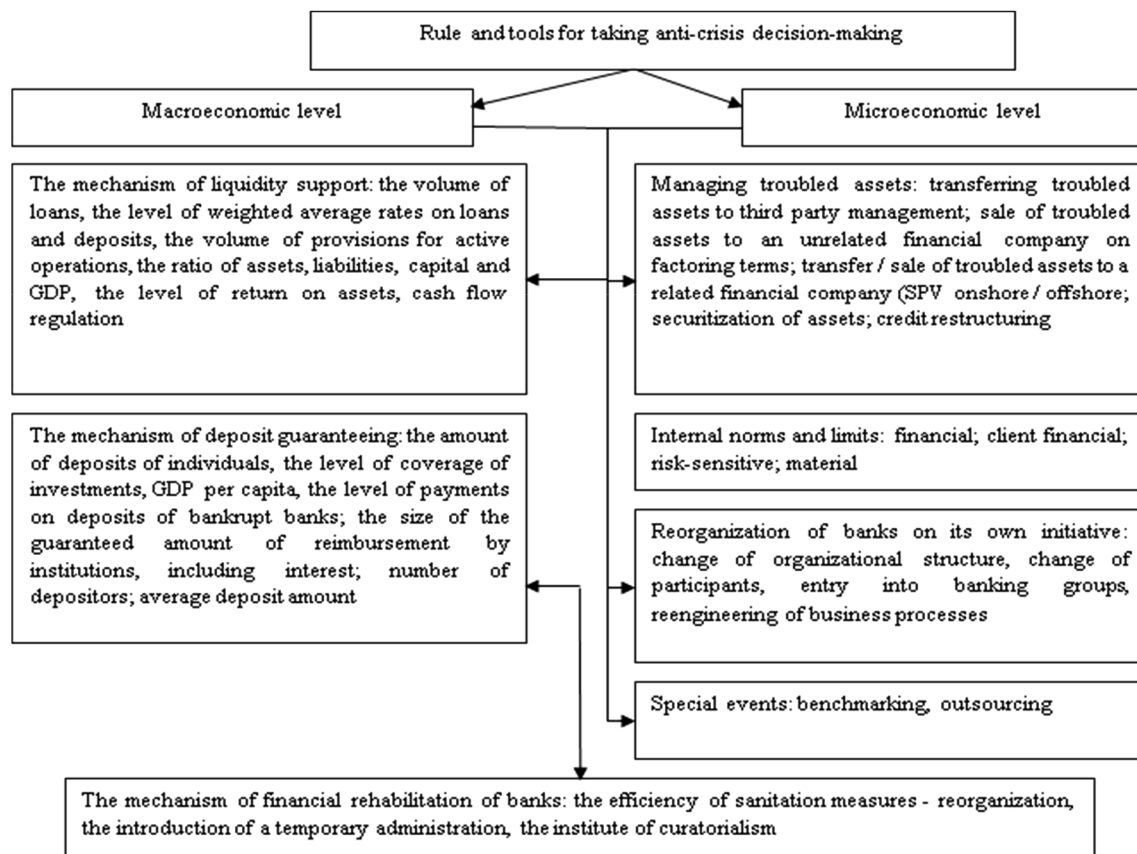 Rule and tools for taking anti-crisis decision-making
Macroeconomic level
Microeconomic level
The mechanism of liquidity support: the volume of
loans, the level of weighted average rates on loans
and deposits, the volume of provisions for active
operations, the ratio of assets, liabilities, capital and
GDP, the level of return on assets, cash flow
regulation
Managing troubled assets: transferring troubled
assets to third party management; sale of troubled
assets to an unrelated financial company on
factoring terms; transfer / sale of troubled assets to a
related financial company (SPV onshore / offshore;
securitization of assets; credit restructuring
The mechanism of deposit guaranteeing: the amount
of deposits of individuals, the level of coverage of
investments, GDP per capita, the level of payments
on deposits of bankrupt banks; the size of the
guaranteed amount of reimbursement by
institutions, including interest; number of
depositors; average deposit amount
Internal norms and limits: financial; client financial;
risk-sensitive; material
Reorganization of banks on its own initiative:
change of organizational structure, change of
participants, entry into banking groups,
reengineering of business processes
Special events: benchmarking, outsourcing
The mechanism of financial rehabilitation of banks: the efficiency of sanitation measures - reorganization,
the introduction of a temporary administration, the institute of curatorialism